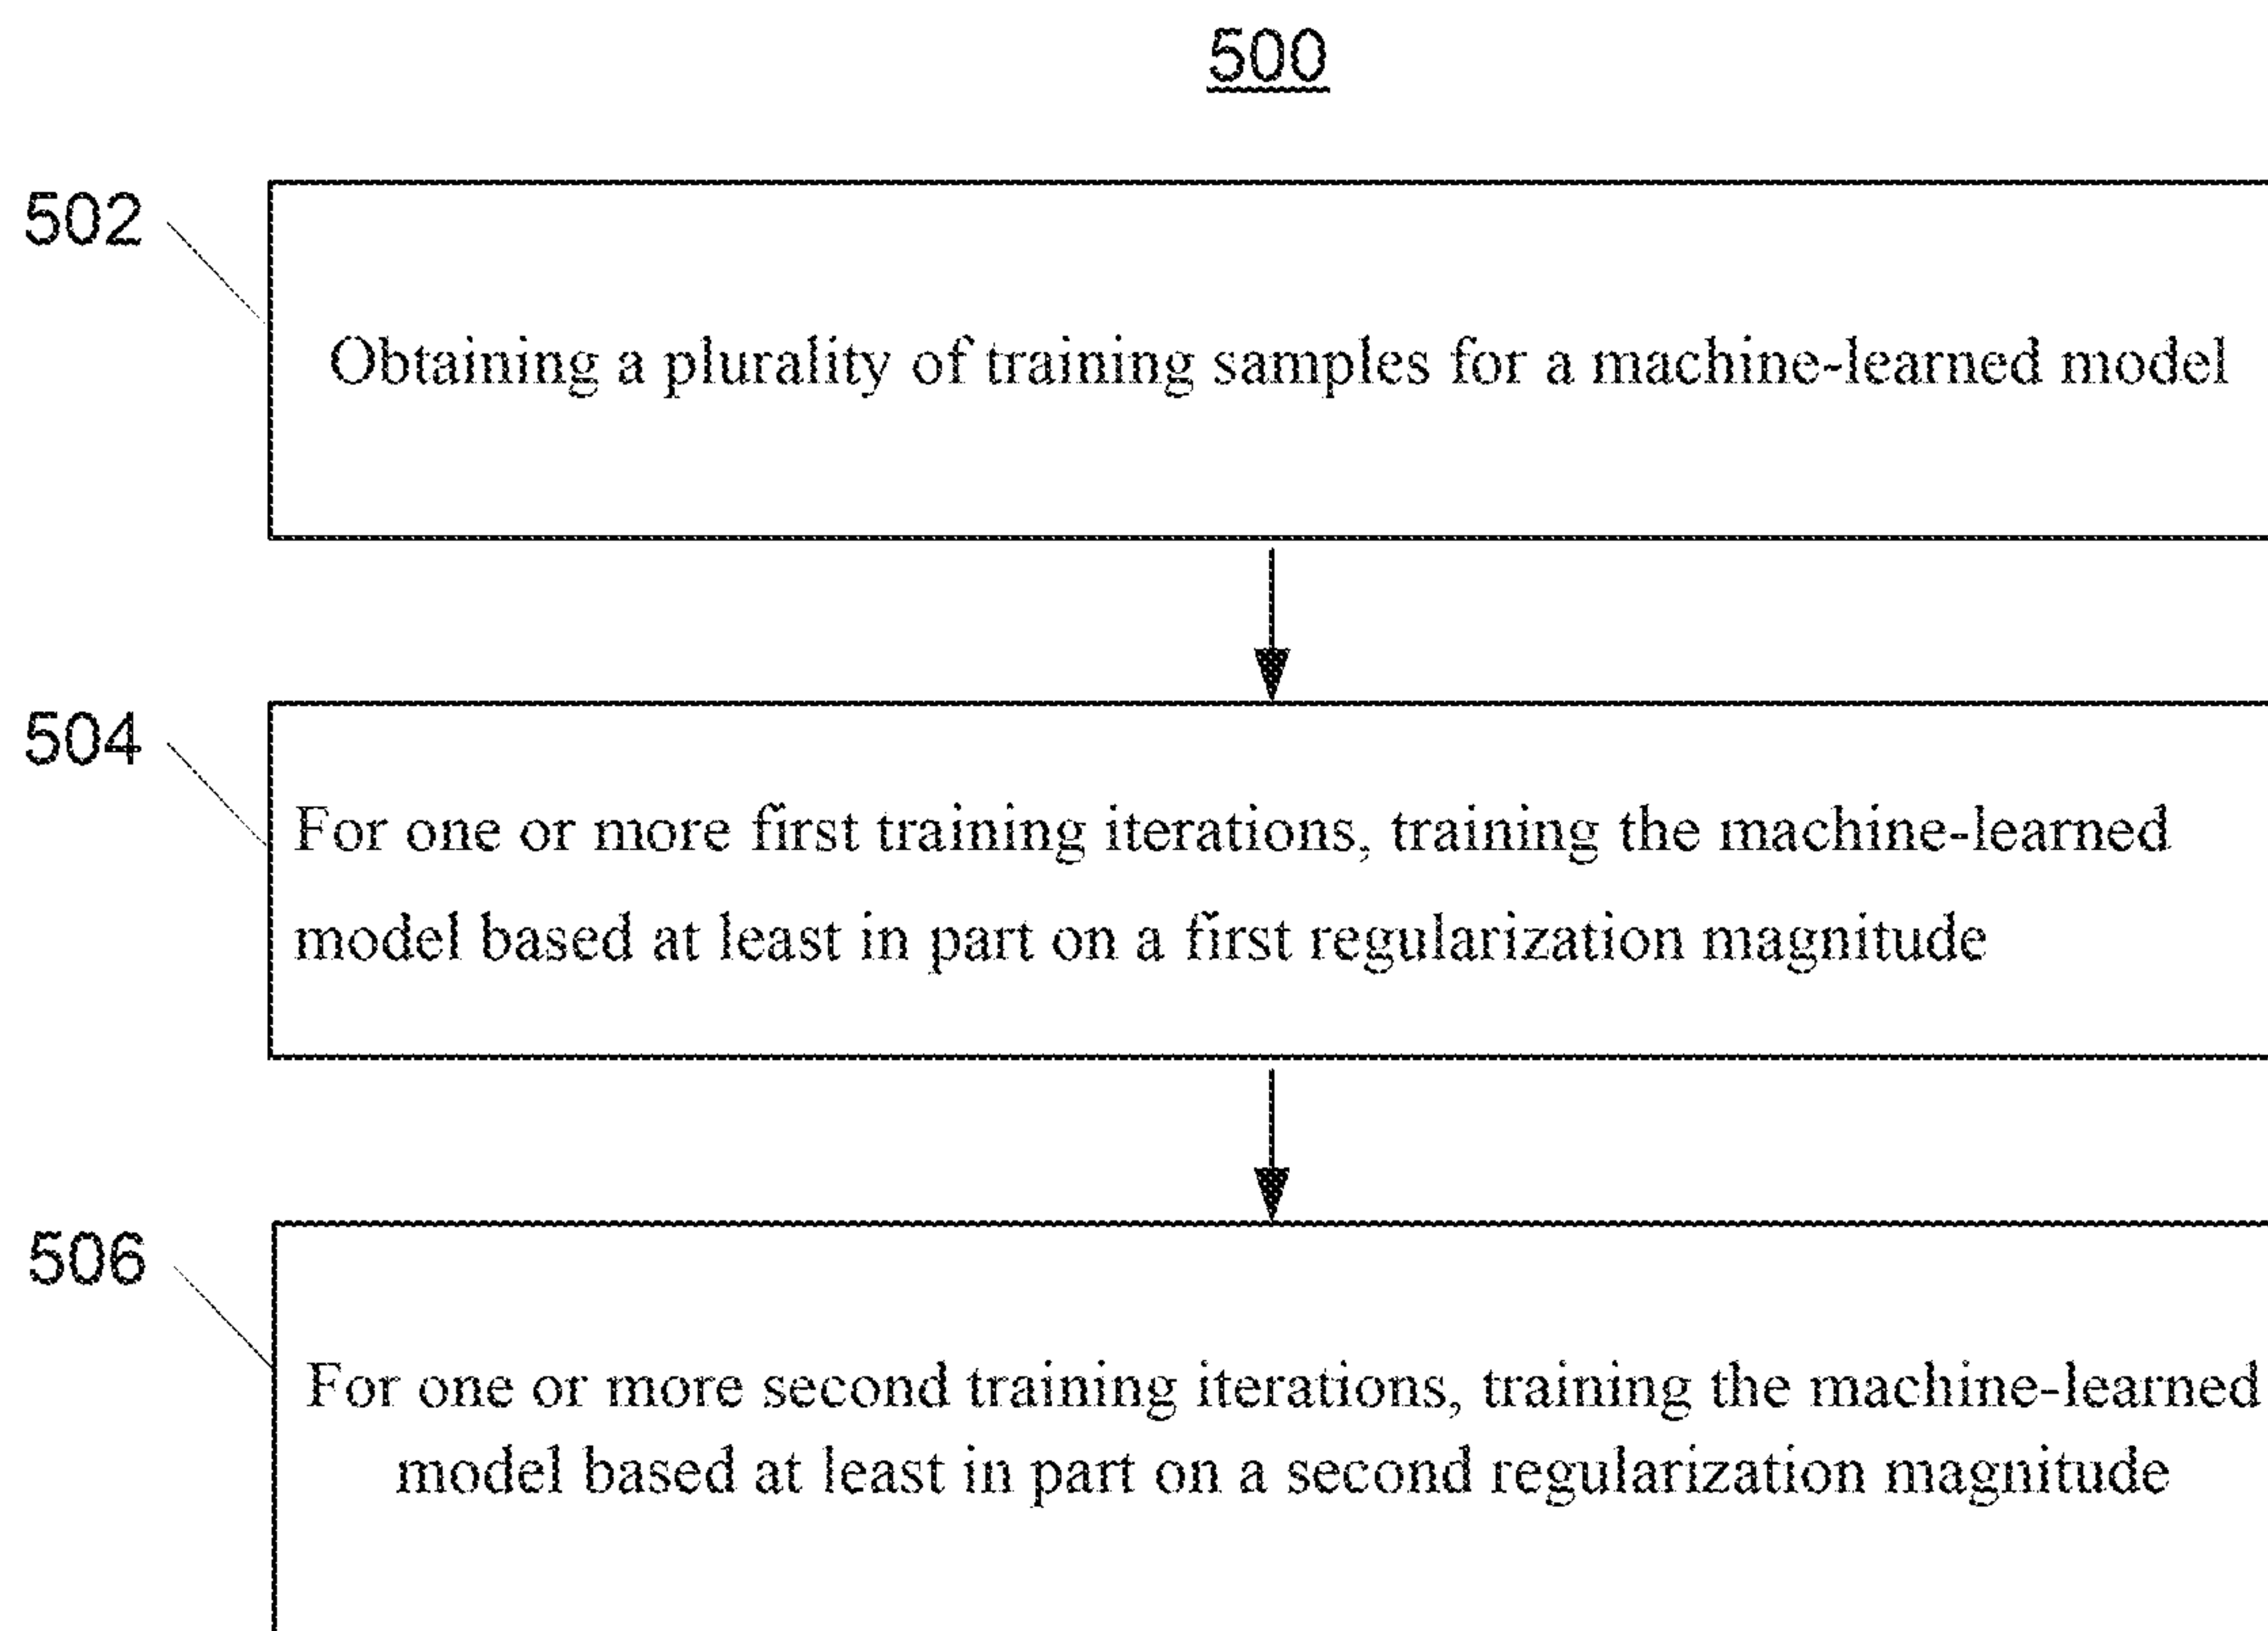 500
502
Obtaining a plurality of training samples for a machine-learned model
504
For one or more first training iterations, training the machine-learned
model based at least in part on a first regularization magnitude
506
For one or more second training iterations, training the machine-learned
model based at least in part on a second regularization magnitude